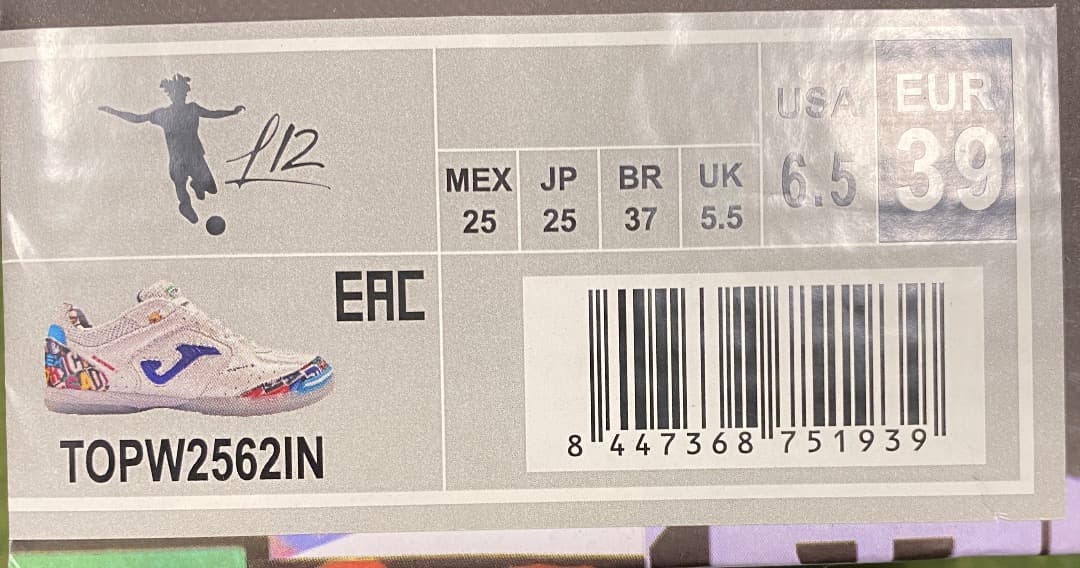 L12
MEX JP BR UK
25 25 37 5.5
USA
6.5
EUR
39
EAC
TOPW2562IN
8 447368 751939